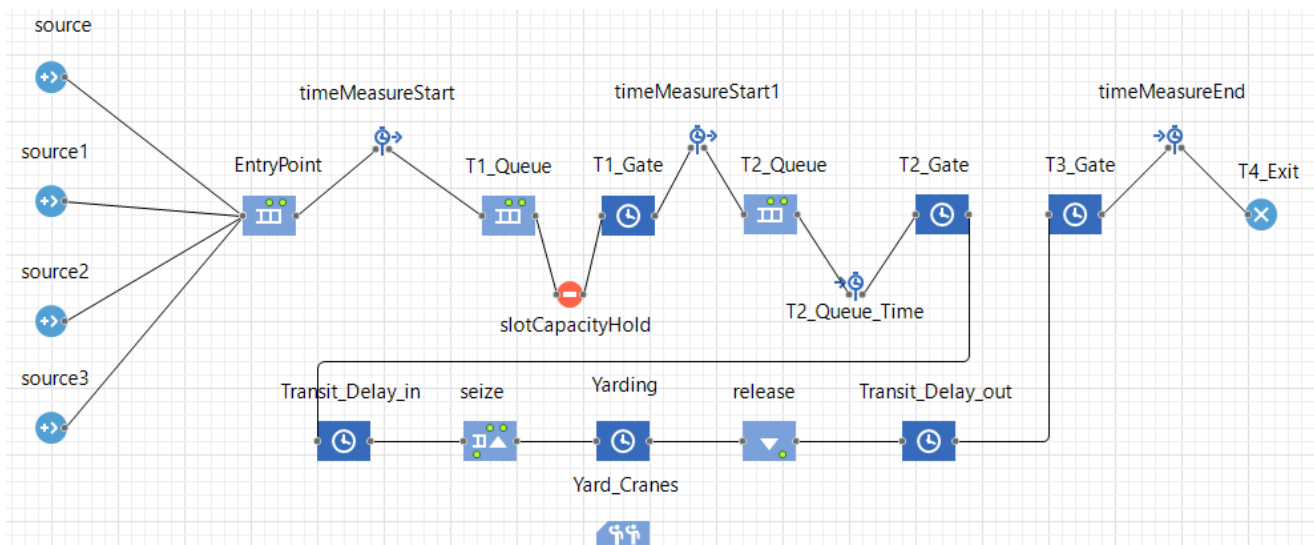 source
timeMeasureStart
timeMeasureStart1
timeMeasureEnd
source1
EntryPoint
T1_Queue
T1_Gate
T2_Queue
T2_Gate
T3_Gate
T4_Exit
source2
slotCapacityHold
T2_Queue_Time
source3
Transit_Delay_in
seize
Yarding
release
Transit_Delay_out
Yard_Cranes